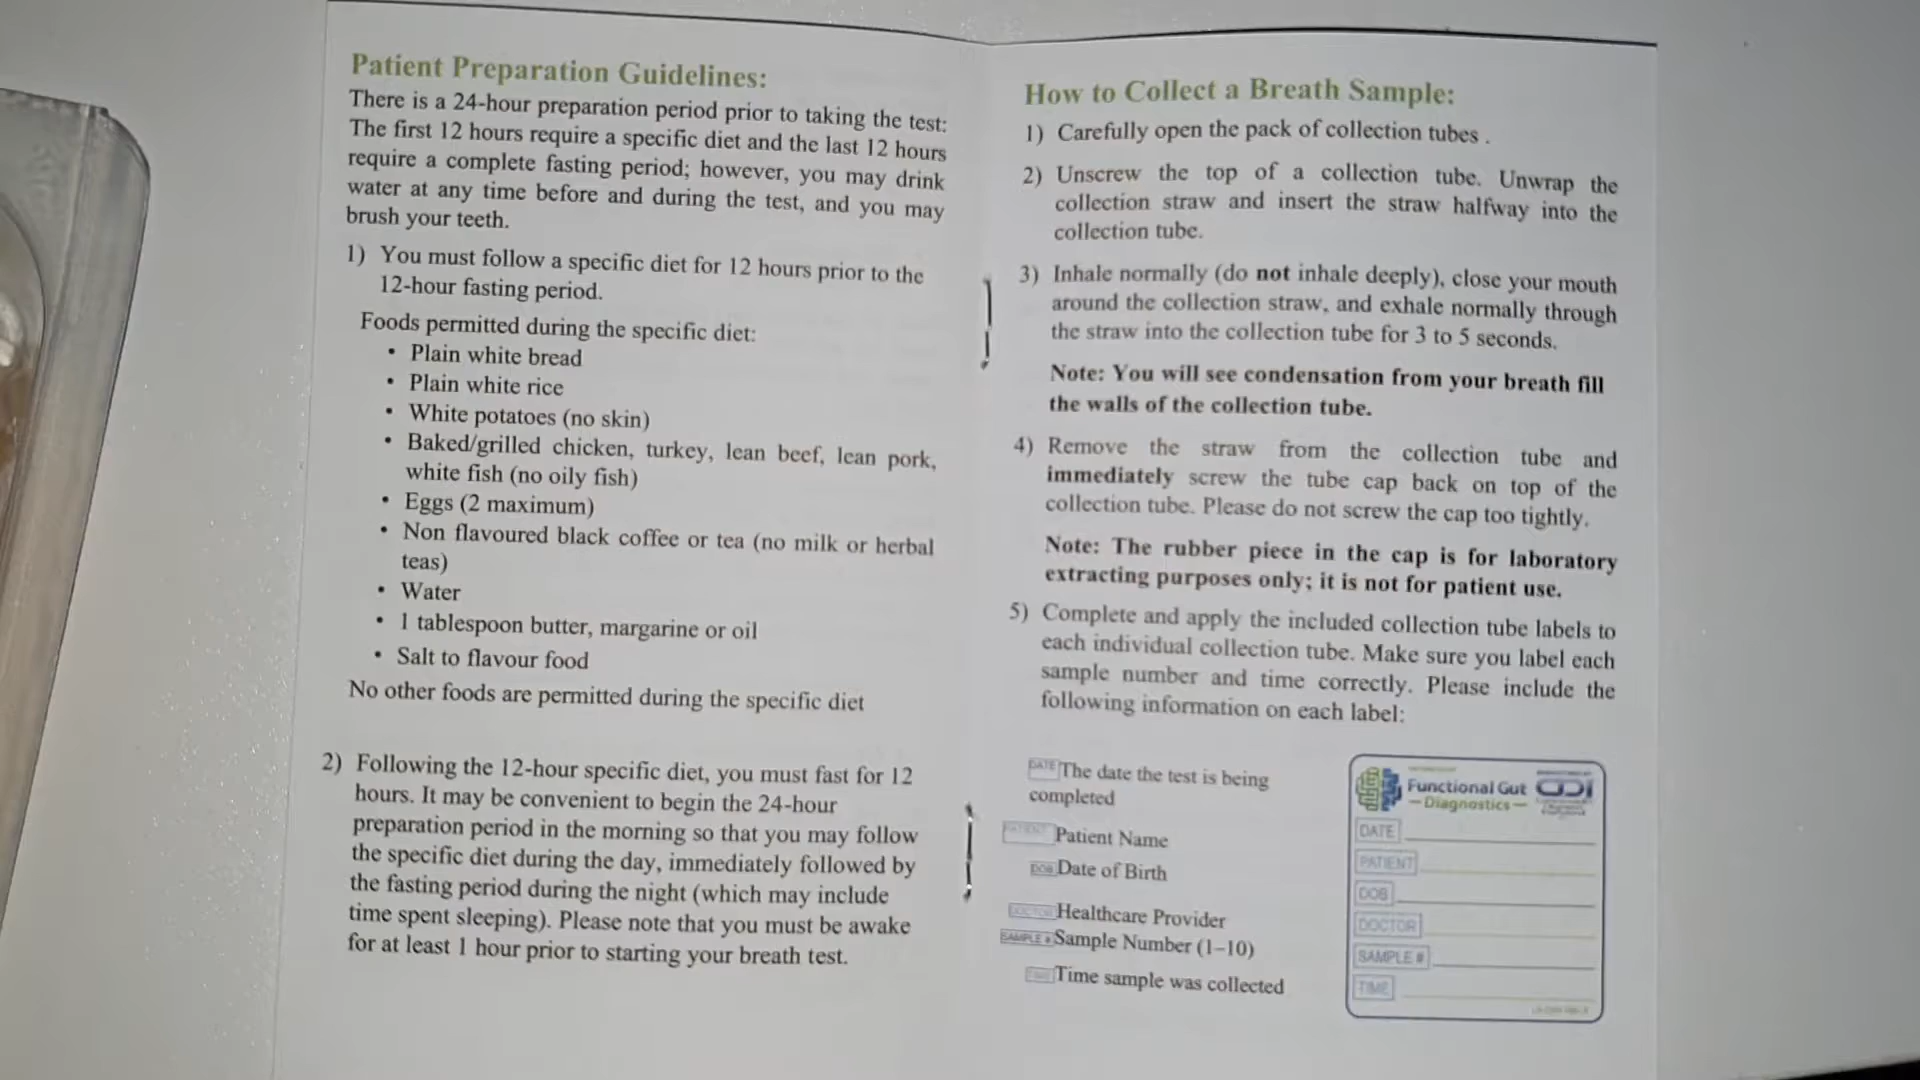 Patient Preparation Guidelines:
There is a 24-hour preparation period prior to taking the test:
The first 12 hours require a specific diet and the last 12 hours
require a complete fasting period; however, you may drink
water at any time before and during the test, and you may
brush your teeth.
1) You must follow a specific diet for 12 hours prior to the
12-hour fasting period.
Foods permitted during the specific diet:
• Plain white bread
• Plain white rice
• White potatoes (no skin)
• Baked/grilled chicken, turkey, lean beef, lean pork,
white fish (no oily fish)
• Eggs (2 maximum)
• Non flavoured black coffee or tea (no milk or herbal
teas)
• Water
• 1 tablespoon butter, margarine or oil
• Salt to flavour food
No other foods are permitted during the specific diet
2) Following the 12-hour specific diet, you must fast for 12
hours. It may be convenient to begin the 24-hour
preparation period in the morning so that you may follow
the specific diet during the day, immediately followed by
the fasting period during the night (which may include
time spent sleeping). Please note that you must be awake
for at least 1 hour prior to starting your breath test.
How to Collect a Breath Sample:
1) Carefully open the pack of collection tubes .
2) Unscrew the top of a collection tube. Unwrap the
collection straw and insert the straw halfway into the
collection tube.
3) Inhale normally (do not inhale deeply), close your mouth
around the collection straw, and exhale normally through
the straw into the collection tube for 3 to 5 seconds.
Note: You will see condensation from your breath fill
the walls of the collection tube.
4) Remove the straw from the collection tube and
immediately screw the tube cap back on top of the
collection tube. Please do not screw the cap too tightly.
Note: The rubber piece in the cap is for laboratory
extracting purposes only; it is not for patient use.
5) Complete and apply the included collection tube labels to
each individual collection tube. Make sure you label each
sample number and time correctly. Please include the
following information on each label:
DATE The date the test is being
completed
PATIENT Patient Name
DOB Date of Birth
DOCTOR Healthcare Provider
SAMPLE # Sample Number (1–10)
TIME Time sample was collected
Functional Gut
Diagnostics
CDI
DATE
PATIENT
DOB
DOCTOR
SAMPLE #
TIME